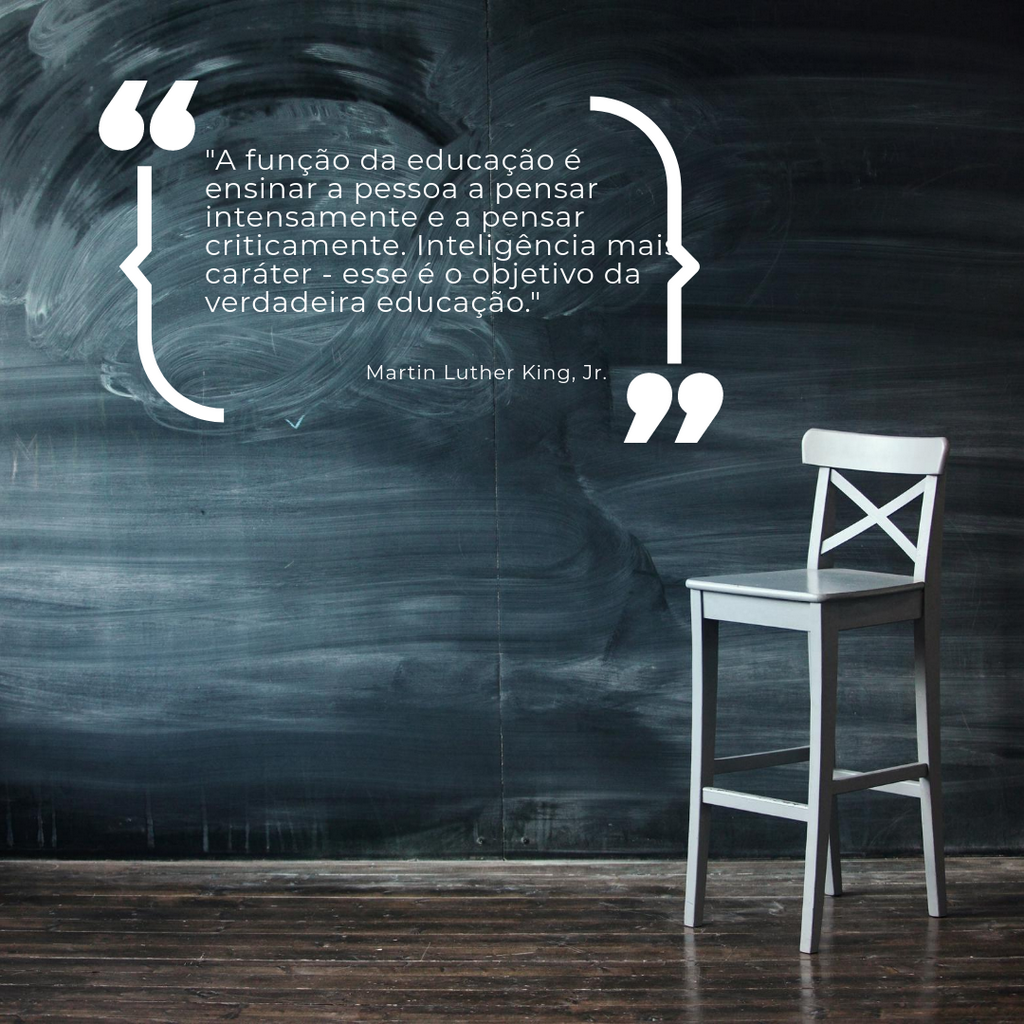 "A função da educação é
ensinar a pessoa a pensar
intensamente e a pensar
criticamente. Inteligência mais
caráter - esse é o objetivo da
verdadeira educação."
Martin Luther King, Jr.